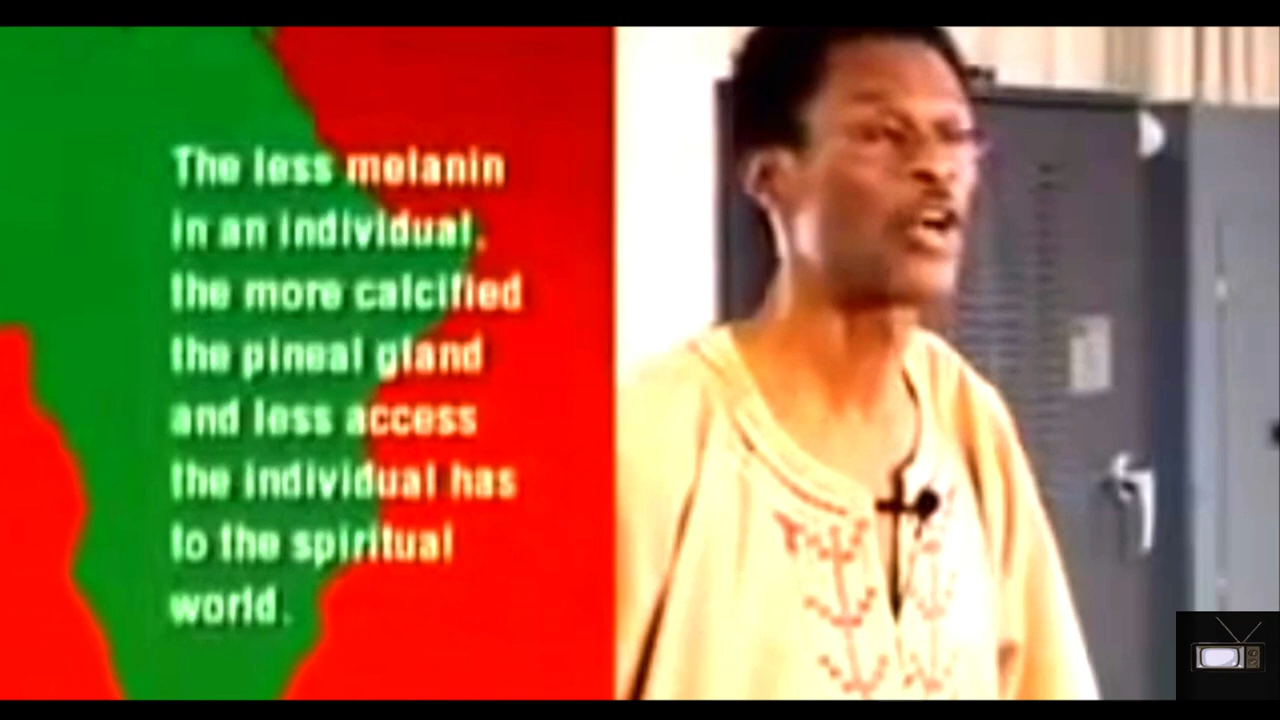 The less melanin
in an individual,
the more calcified
the pineal gland
and less access
the individual has
to the spiritual
world.